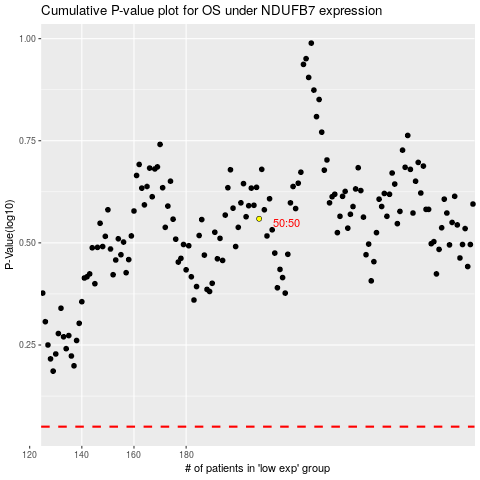 Cumulative P-value plot for OS under NDUFB7 expression
1.00
0.75
50:50
0.50
0.25
P-Value(log10)
120 140 160 180
# of patients in 'low exp' group